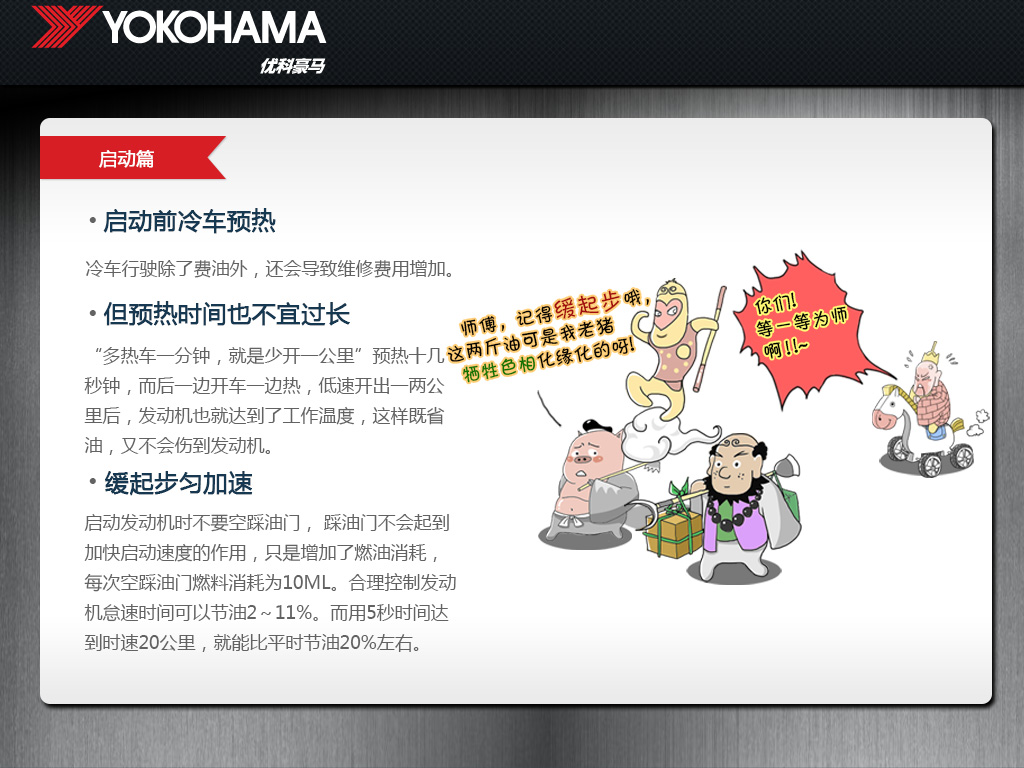 YOKOHAMA
优科豪马
启动篇
•启动前冷车预热
冷车行驶除了费油外，还会导致维修费用增加。
•但预热时间也不宜过长
“多热车一分钟，就是少开一公里”预热十几
秒钟，而后一边开车一边热，低速开出一两公
里后，发动机也就达到了工作温度，这样既省
油，又不会伤到发动机。
•缓起步匀加速
启动发动机时不要空踩油门， 踩油门不会起到
加快启动速度的作用，只是增加了燃油消耗，
每次空踩油门燃料消耗为10ML。合理控制发动
机怠速时间可以节油2～11%。而用5秒时间达
到时速20公里，就能比平时节油20%左右。
师傅，记得缓起步哦，
这两斤油可是我老猪
牺牲色相化缘化的呀!
你们!
等一等为师
啊!!~